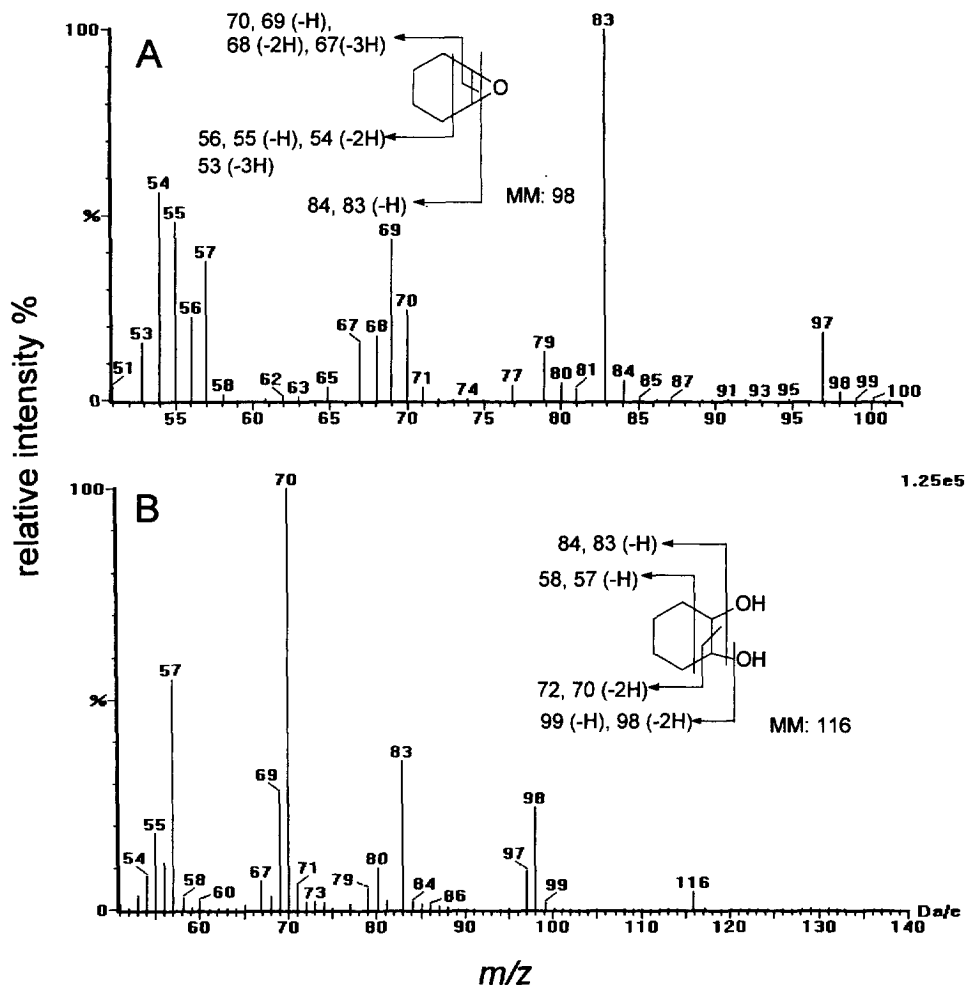 relative intensity %
100
A
70, 69 (-H),
68 (-2H), 67(-3H)
O
83
56, 55 (-H), 54 (-2H)
53 (-3H)
84, 83 (-H)
MM: 98
%
51 53 54 55 56 57 58 62 63 65 67 68 69 70 71 74 77 79 80 81 84 85 87 91 93 95 97 98 99 100
0
55 60 65 70 75 80 85 90 95 100
100
B
70
1.25e5
84, 83 (-H)
58, 57 (-H)
OH
OH
72, 70 (-2H)
99 (-H), 98 (-2H)
MM: 116
%
54 55 57 58 60 67 69 71 73 79 80 83 84 86 97 98 99 116
0
Da/e
60 70 80 90 100 110 120 130 140
m/z